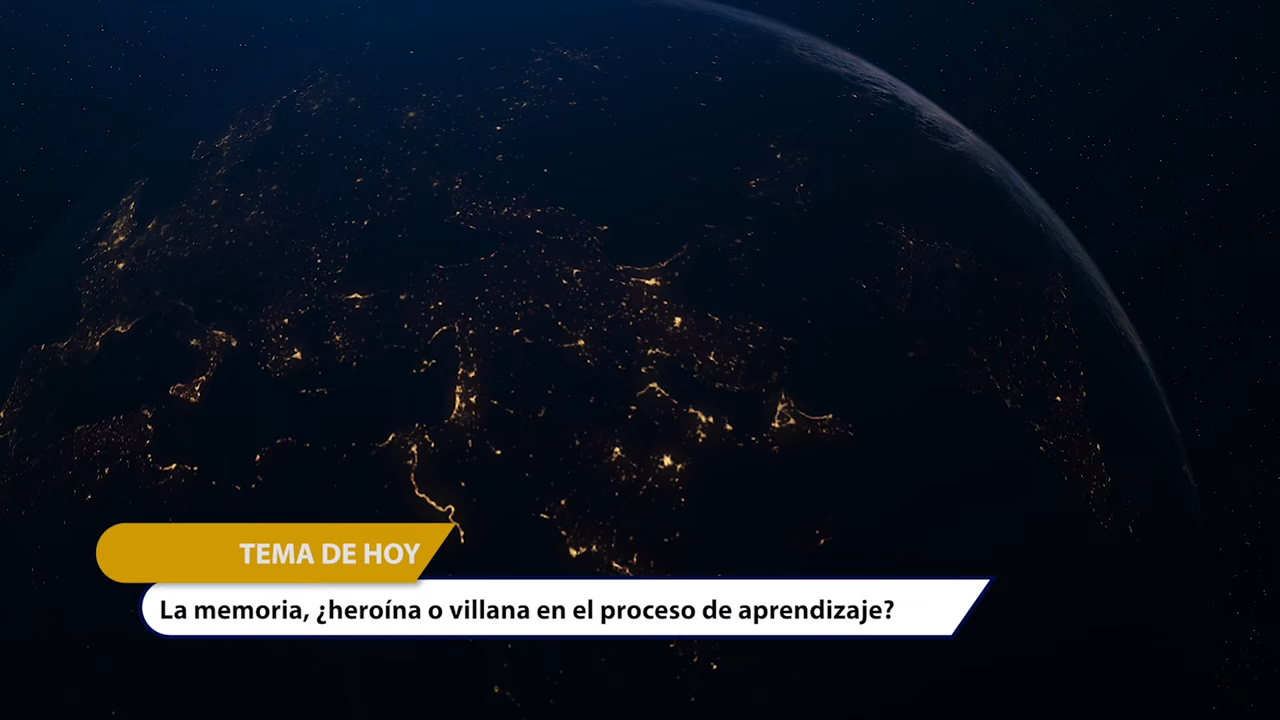 TEMA DE HOY
La memoria, ¿heroína o villana en el proceso de aprendizaje?